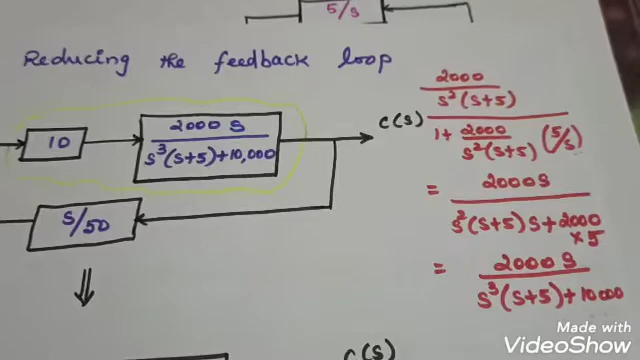 5/s
Reducing the feedback loop
10
2000 s
s³(s+5)+10,000
c(s)
s/50
⇓
2000
s²(s+5)
1+ 2000
s²(s+5) (5/s)
= 2000s
s²(s+5)s+2000
×5
= 2000 s
s³(s+5)+10000
c(s)
Made with
VideoShow